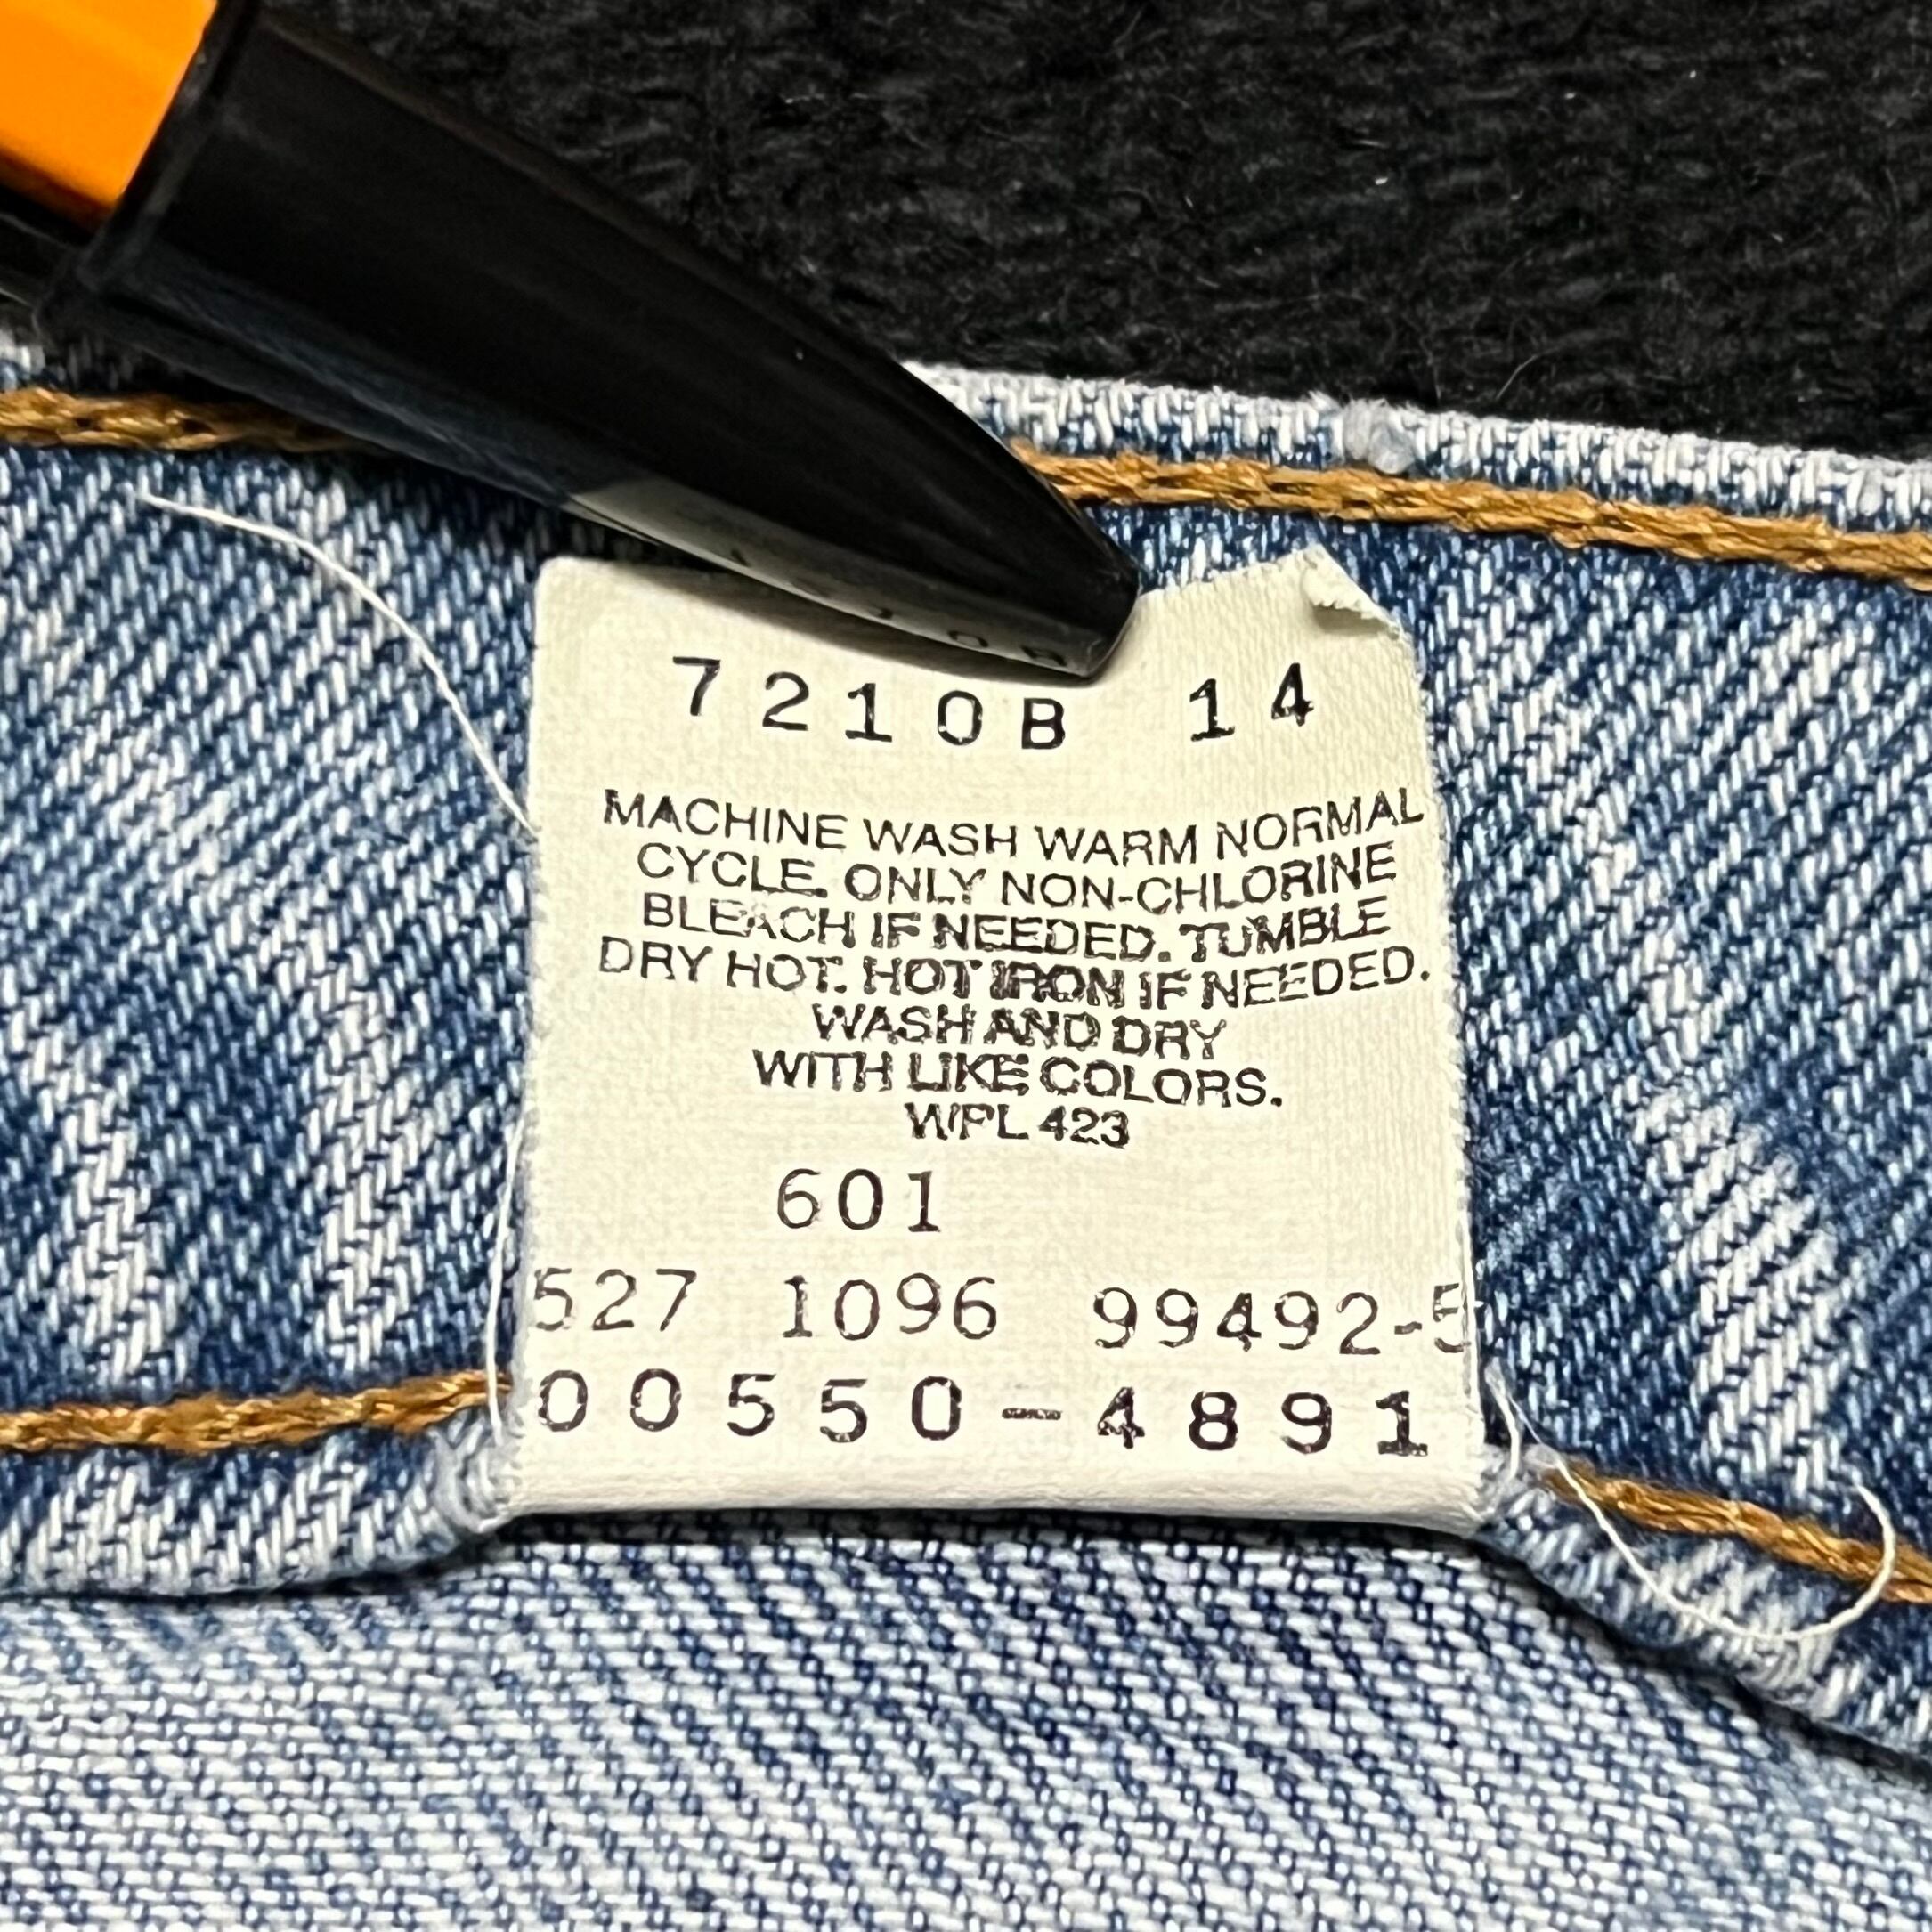 7210B 14
MACHINE WASH WARM NORMAL
CYCLE. ONLY NON-CHLORINE
BLEACH IF NEEDED. TUMBLE
DRY HOT. HOT IRON IF NEEDED.
WASH AND DRY
WITH LIKE COLORS.
WPL 423
601
527 1096 99492-5
00550-4891